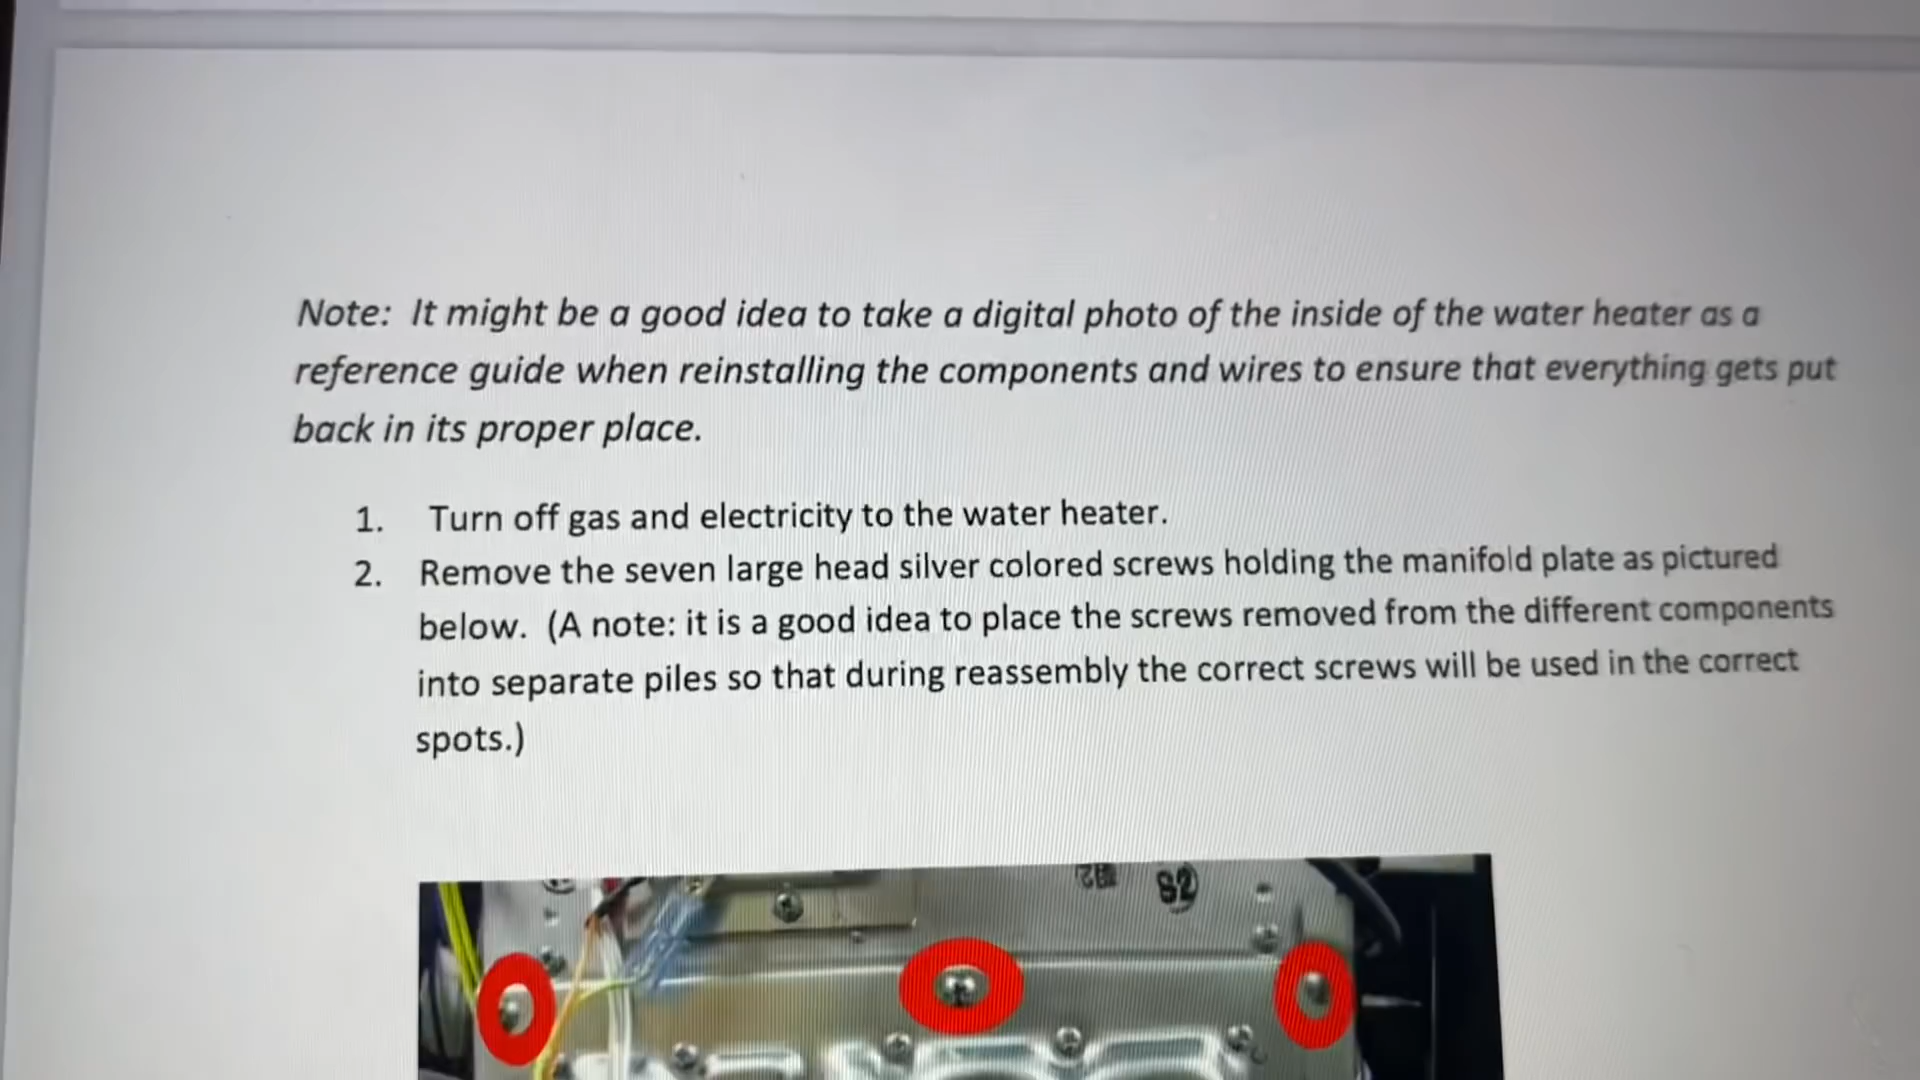 Note: It might be a good idea to take a digital photo of the inside of the water heater as a
reference guide when reinstalling the components and wires to ensure that everything gets put
back in its proper place.
1. Turn off gas and electricity to the water heater.
2. Remove the seven large head silver colored screws holding the manifold plate as pictured
below. (A note: it is a good idea to place the screws removed from the different components
into separate piles so that during reassembly the correct screws will be used in the correct
spots.)
S2